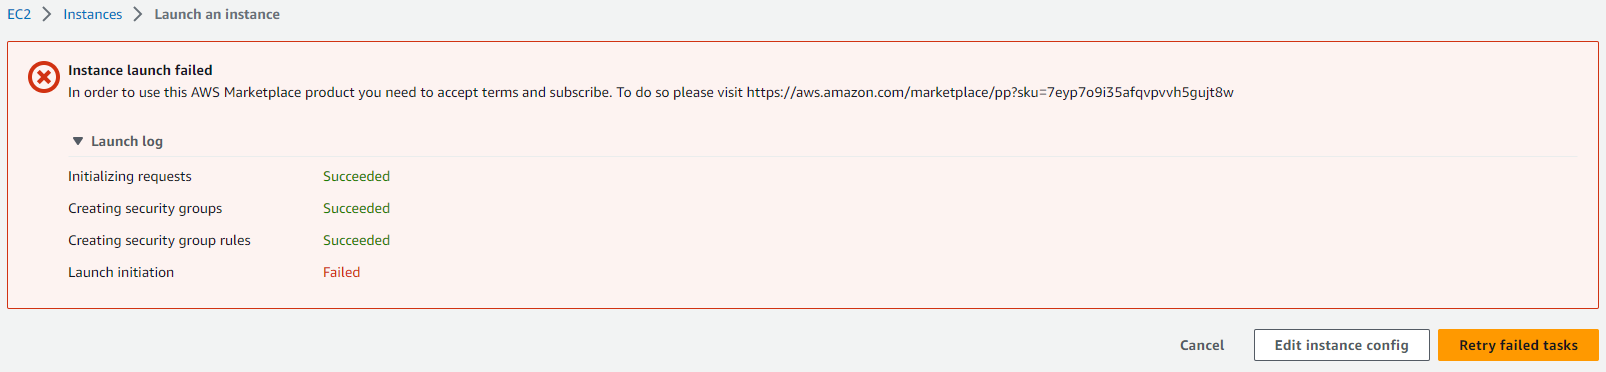 EC2 > Instances > Launch an instance
Instance launch failed
In order to use this AWS Marketplace product you need to accept terms and subscribe. To do so please visit https://aws.amazon.com/marketplace/pp?sku=7eyp7o9i35afqvpvvh5gujt8w
Launch log
Initializing requests Succeeded
Creating security groups Succeeded
Creating security group rules Succeeded
Launch initiation Failed
Cancel Edit instance config Retry failed tasks